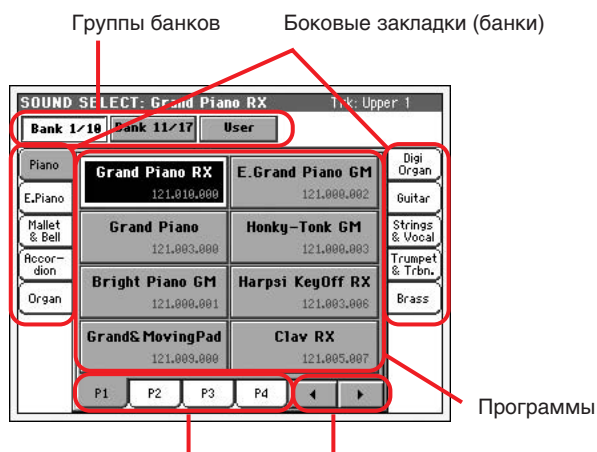 Группы банков
Боковые закладки (банки)
SOUND SELECT: Grand Piano RX
Trk: Upper 1
Bank 1/10
Bank 11/17
User
Piano
E.Piano
Mallet
& Bell
Accor-
dion
Organ
Grand Piano RX
121.010.000
E.Grand Piano GM
121.000.002
Grand Piano
121.003.000
Honky-Tonk GM
121.000.003
Bright Piano GM
121.000.001
Harpsi KeyOff RX
121.003.006
Grand&MovingPad
121.009.000
Clav RX
121.005.007
Digi
Organ
Guitar
Strings
& Vocal
Trumpet
& Trbn.
Brass
P1
P2
P3
P4
Программы